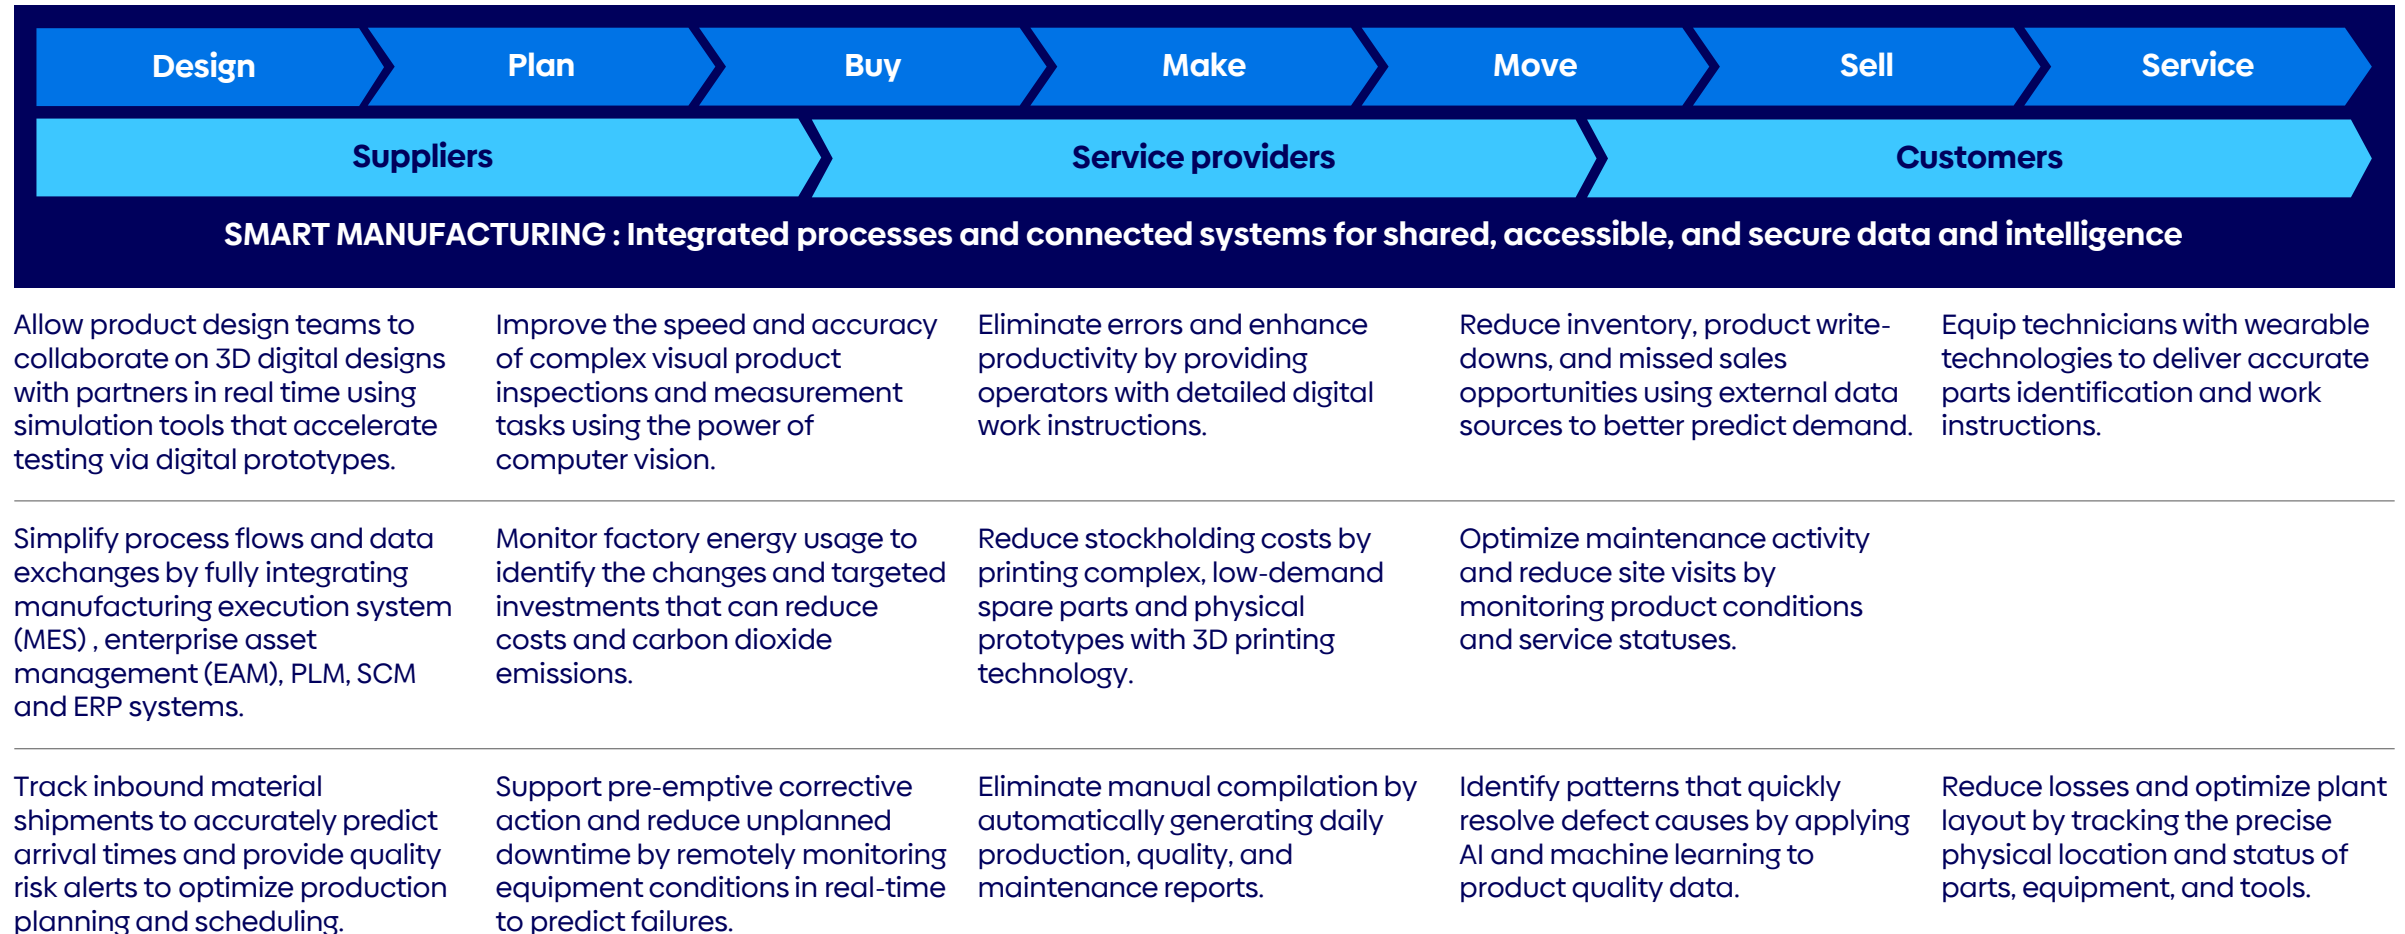 Design
Plan
Buy
Make
Move
Sell
Service
Suppliers
Service providers
Customers
SMART MANUFACTURING : Integrated processes and connected systems for shared, accessible, and secure data and intelligence
Allow product design teams to
collaborate on 3D digital designs
with partners in real time using
simulation tools that accelerate
testing via digital prototypes.
Improve the speed and accuracy
of complex visual product
inspections and measurement
tasks using the power of
computer vision.
Eliminate errors and enhance
productivity by providing
operators with detailed digital
work instructions.
Reduce inventory, product write-
downs, and missed sales
opportunities using external data
sources to better predict demand.
Equip technicians with wearable
technologies to deliver accurate
parts identification and work
instructions.
Simplify process flows and data
exchanges by fully integrating
manufacturing execution system
(MES) , enterprise asset
management (EAM), PLM, SCM
and ERP systems.
Monitor factory energy usage to
identify the changes and targeted
investments that can reduce
costs and carbon dioxide
emissions.
Reduce stockholding costs by
printing complex, low-demand
spare parts and physical
prototypes with 3D printing
technology.
Optimize maintenance activity
and reduce site visits by
monitoring product conditions
and service statuses.
Track inbound material
shipments to accurately predict
arrival times and provide quality
risk alerts to optimize production
planning and scheduling.
Support pre-emptive corrective
action and reduce unplanned
downtime by remotely monitoring
equipment conditions in real-time
to predict failures.
Eliminate manual compilation by
automatically generating daily
production, quality, and
maintenance reports.
Identify patterns that quickly
resolve defect causes by applying
AI and machine learning to
product quality data.
Reduce losses and optimize plant
layout by tracking the precise
physical location and status of
parts, equipment, and tools.